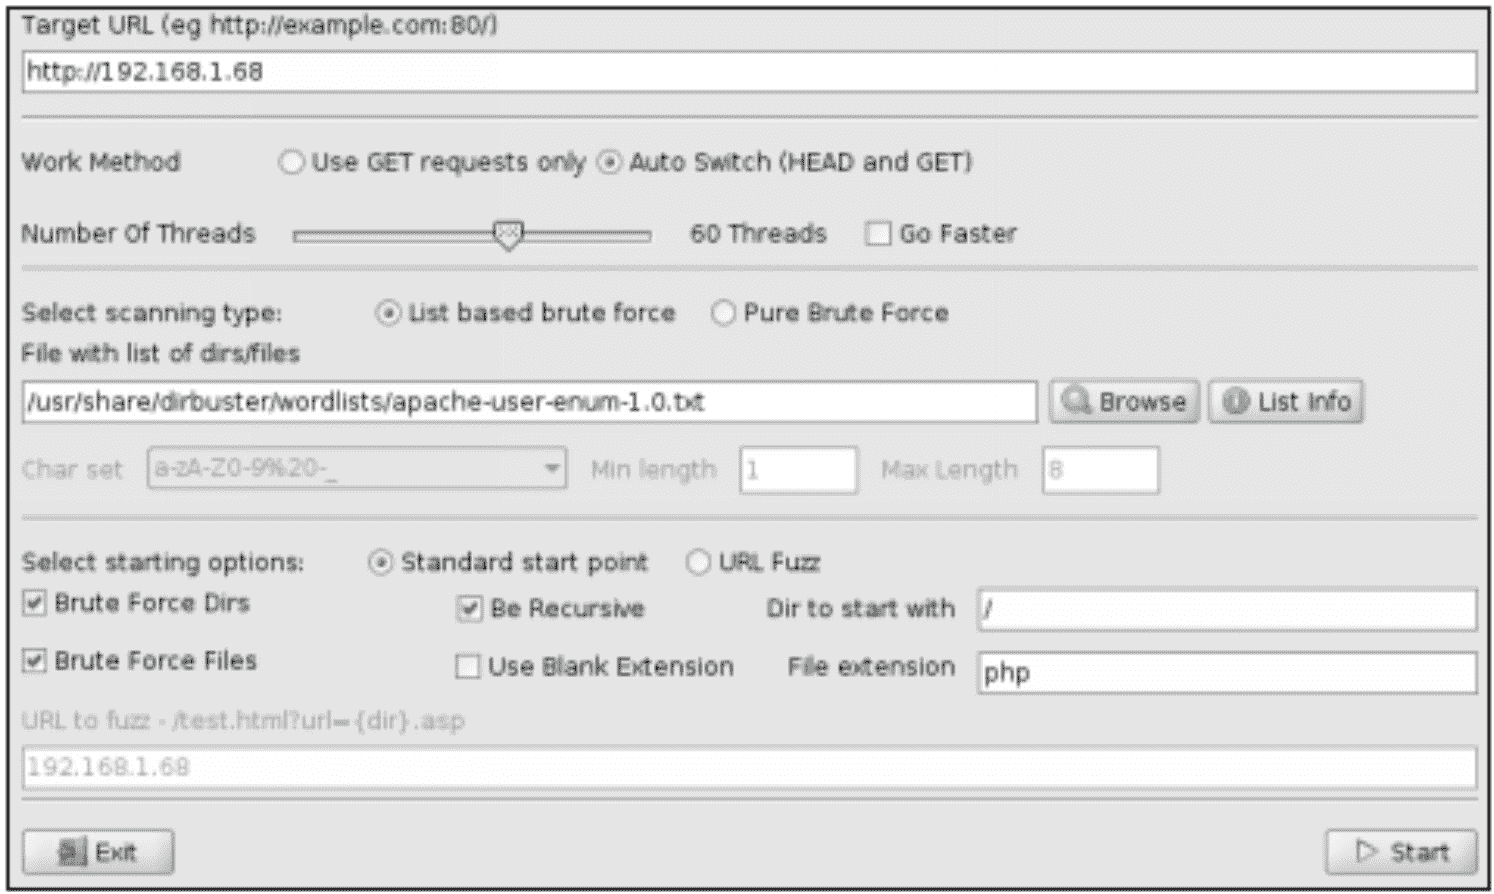 Target URL (eg http://example.com:80/)
http://192.168.1.68
Work Method Use GET requests only Auto Switch (HEAD and GET)
Number Of Threads 60 Threads Go Faster
Select scanning type: List based brute force Pure Brute Force
File with list of dirs/files
/usr/share/dirbuster/wordlists/apache-user-enum-1.0.txt Browse List Info
Char set a-zA-Z0-9%20-_ Min length 1 Max Length 8
Select starting options: Standard start point URL Fuzz
Brute Force Dirs Be Recursive Dir to start with /
Brute Force Files Use Blank Extension File extension php
URL to fuzz - /test.html?url={dir}.asp
192.168.1.68
Exit Start